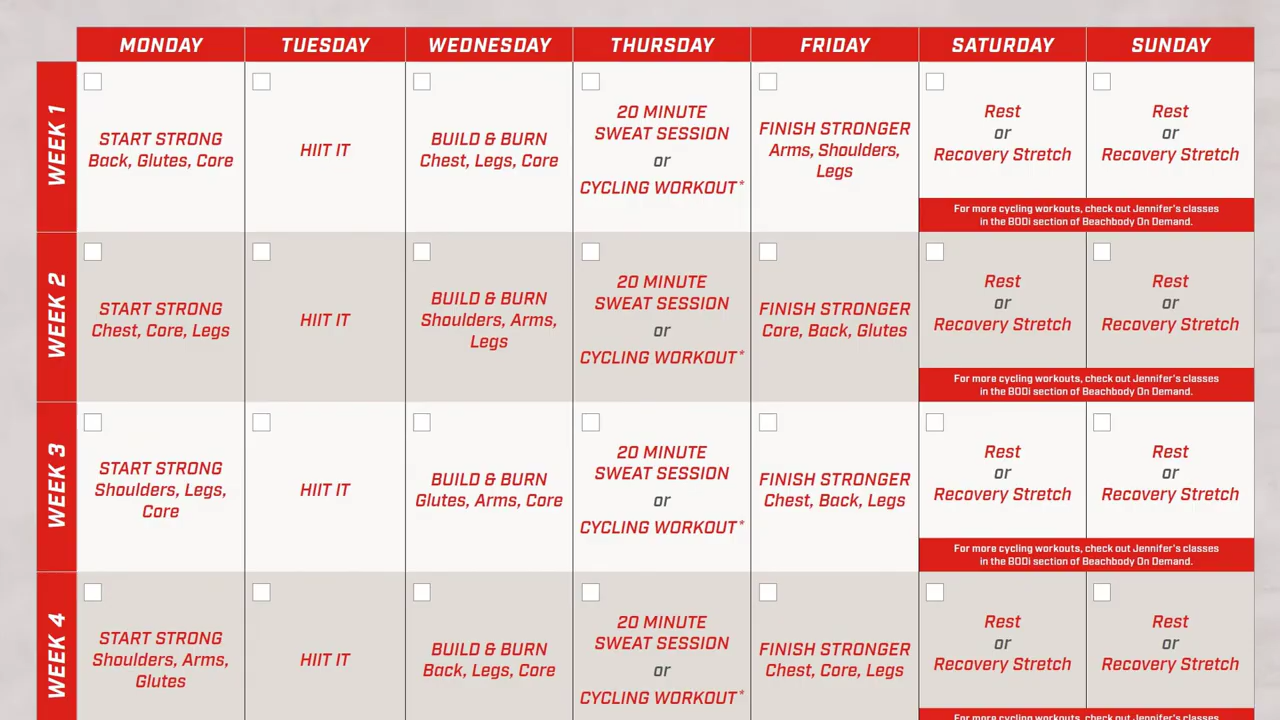 MONDAY
TUESDAY
WEDNESDAY
THURSDAY
FRIDAY
SATURDAY
SUNDAY
WEEK 1
START STRONG
Back, Glutes, Core
HIIT IT
BUILD & BURN
Chest, Legs, Core
20 MINUTE
SWEAT SESSION
or
CYCLING WORKOUT*
FINISH STRONGER
Arms, Shoulders,
Legs
Rest
or
Recovery Stretch
Rest
or
Recovery Stretch
For more cycling workouts, check out Jennifer's classes
in the BODi section of Beachbody On Demand.
WEEK 2
START STRONG
Chest, Core, Legs
HIIT IT
BUILD & BURN
Shoulders, Arms,
Legs
20 MINUTE
SWEAT SESSION
or
CYCLING WORKOUT*
FINISH STRONGER
Core, Back, Glutes
Rest
or
Recovery Stretch
Rest
or
Recovery Stretch
For more cycling workouts, check out Jennifer's classes
in the BODi section of Beachbody On Demand.
WEEK 3
START STRONG
Shoulders, Legs,
Core
HIIT IT
BUILD & BURN
Glutes, Arms, Core
20 MINUTE
SWEAT SESSION
or
CYCLING WORKOUT*
FINISH STRONGER
Chest, Back, Legs
Rest
or
Recovery Stretch
Rest
or
Recovery Stretch
For more cycling workouts, check out Jennifer's classes
in the BODi section of Beachbody On Demand.
WEEK 4
START STRONG
Shoulders, Arms,
Glutes
HIIT IT
BUILD & BURN
Back, Legs, Core
20 MINUTE
SWEAT SESSION
or
CYCLING WORKOUT*
FINISH STRONGER
Chest, Core, Legs
Rest
or
Recovery Stretch
Rest
or
Recovery Stretch
For more cycling workouts, check out Jennifer's classes